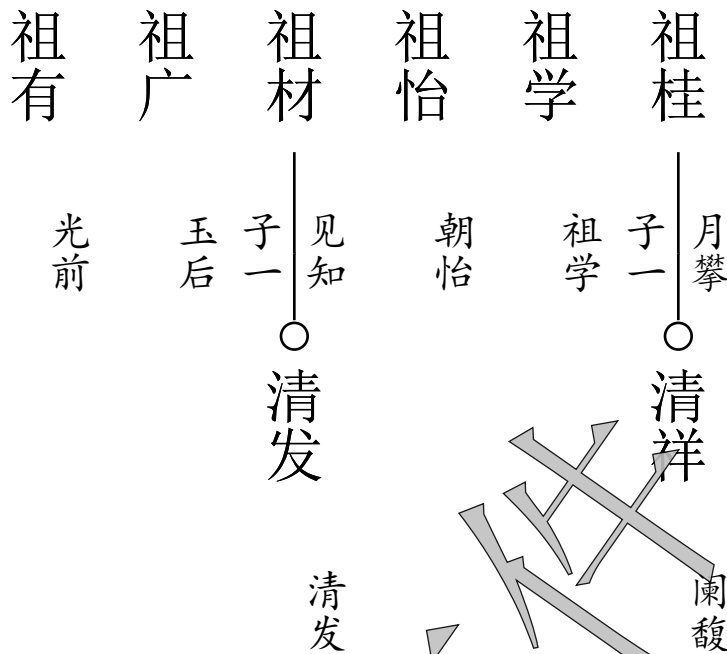 祖桂
祖学
祖怡
祖材
祖广
祖有
月攀
子一
祖学
朝怡
见知
子一
玉后
光前
清祥
清发
阑馥
清发